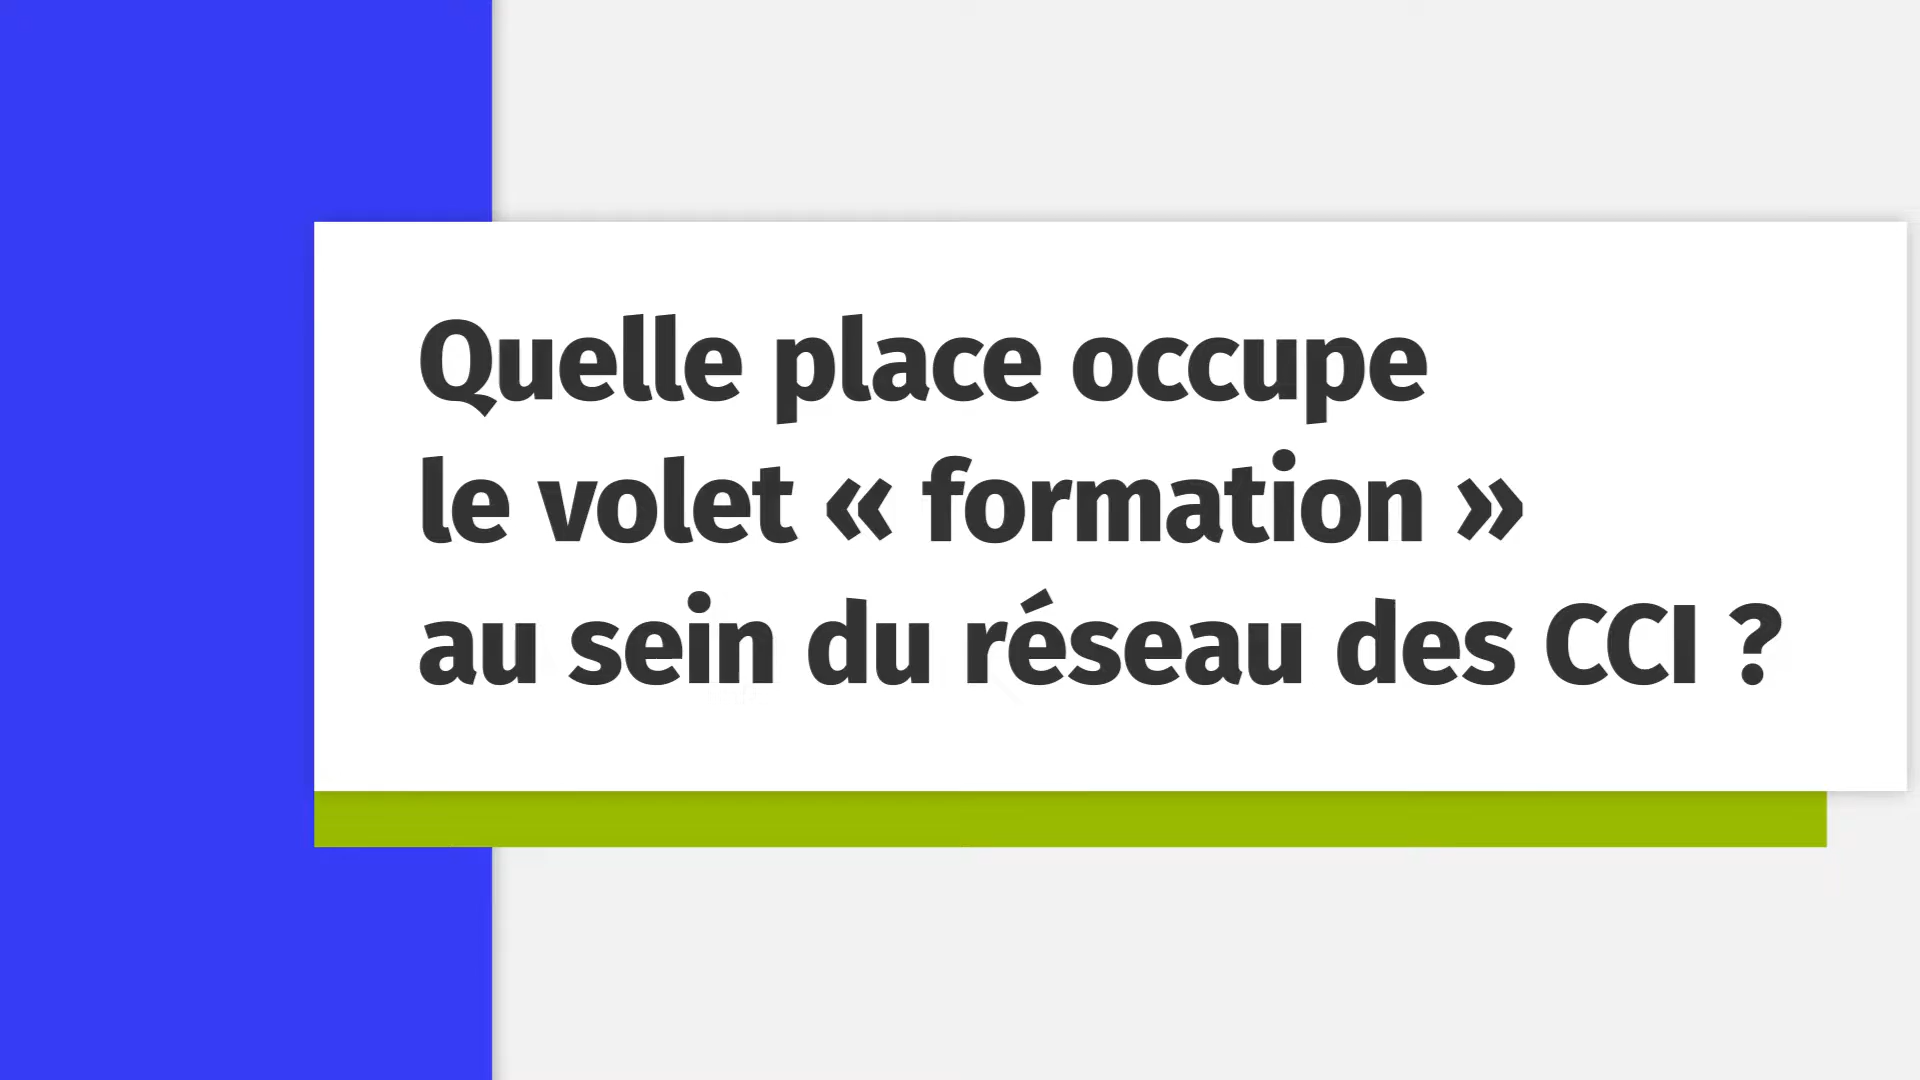 Quelle place occupe
le volet « formation »
au sein du réseau des CCI ?